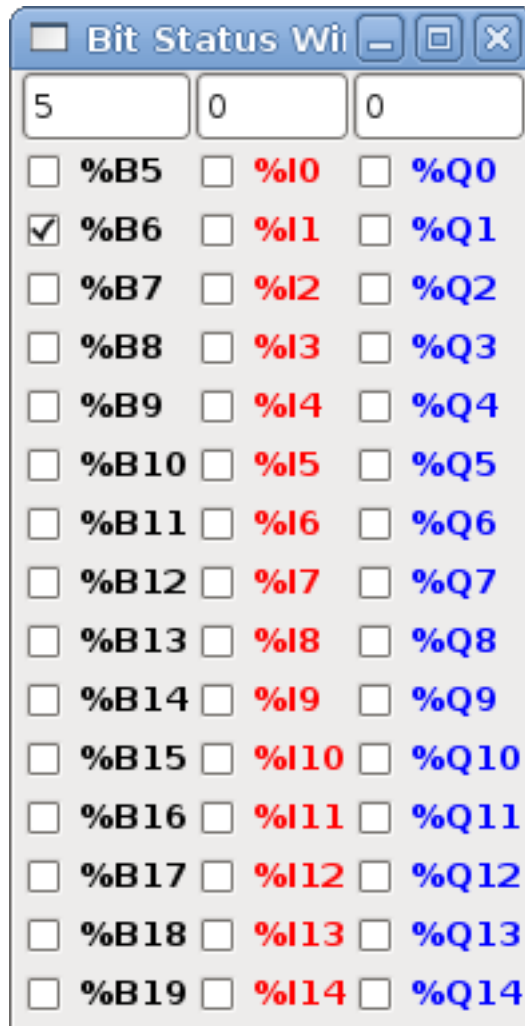 Bit Status Wi
5 0 0
%B5 %I0 %Q0
%B6 %I1 %Q1
%B7 %I2 %Q2
%B8 %I3 %Q3
%B9 %I4 %Q4
%B10 %I5 %Q5
%B11 %I6 %Q6
%B12 %I7 %Q7
%B13 %I8 %Q8
%B14 %I9 %Q9
%B15 %I10 %Q10
%B16 %I11 %Q11
%B17 %I12 %Q12
%B18 %I13 %Q13
%B19 %I14 %Q14